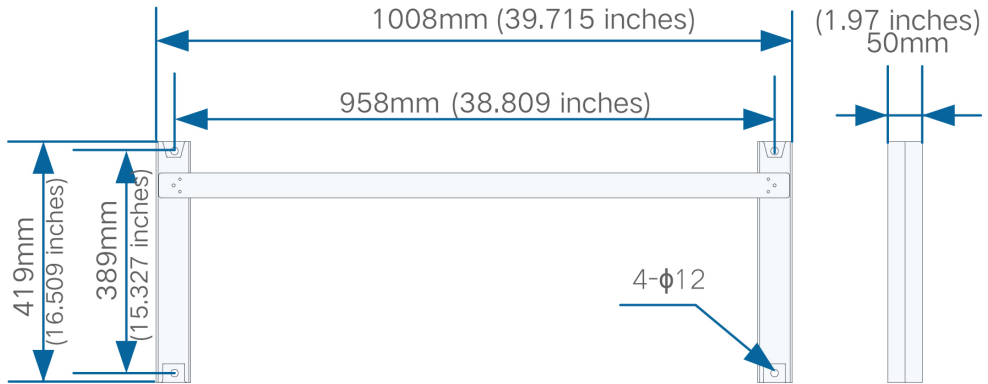 1008mm (39.715 inches)
(1.97 inches)
50mm
958mm (38.809 inches)
419mm
(16.509 inches)
389mm
(15.327 inches)
4-ϕ12